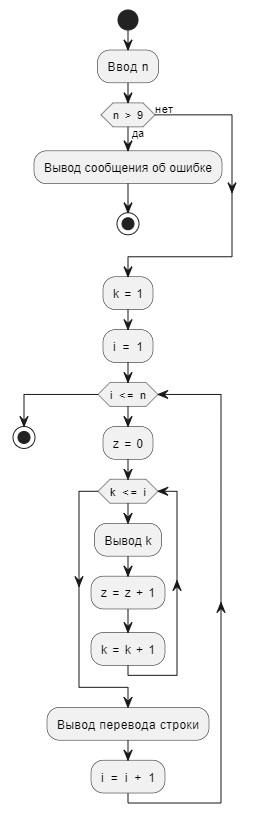 Ввод n
n > 9
нет
да
Вывод сообщения об ошибке
k = 1
i = 1
i <= n
z = 0
k <= i
Вывод k
z = z + 1
k = k + 1
Вывод перевода строки
i = i + 1